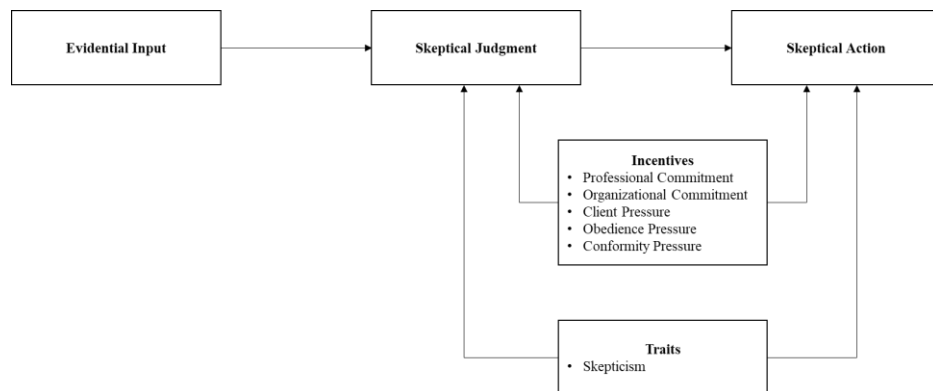 Evidential Input
Skeptical Judgment
Skeptical Action
Incentives
• Professional Commitment
• Organizational Commitment
• Client Pressure
• Obedience Pressure
• Conformity Pressure
Traits
• Skepticism